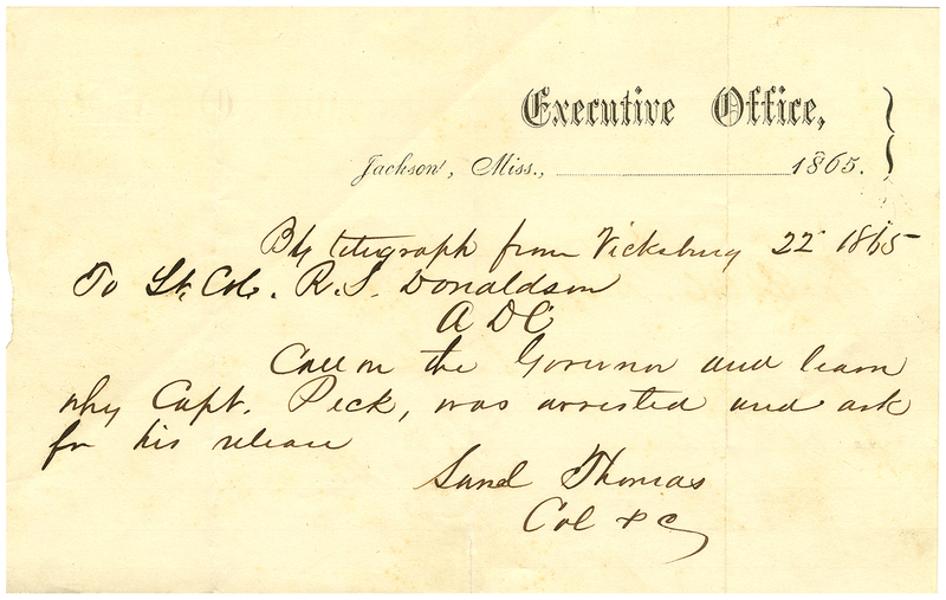 Executive Office,
Jackson, Miss., 1865.
By telegraph from Vicksburg 22 1865
To Lt. Col. R.S. Donaldson
A D C
Call on the Governor and learn
why Capt. Peck, was arrested and ask
for his release
Saml Thomas
Col &c